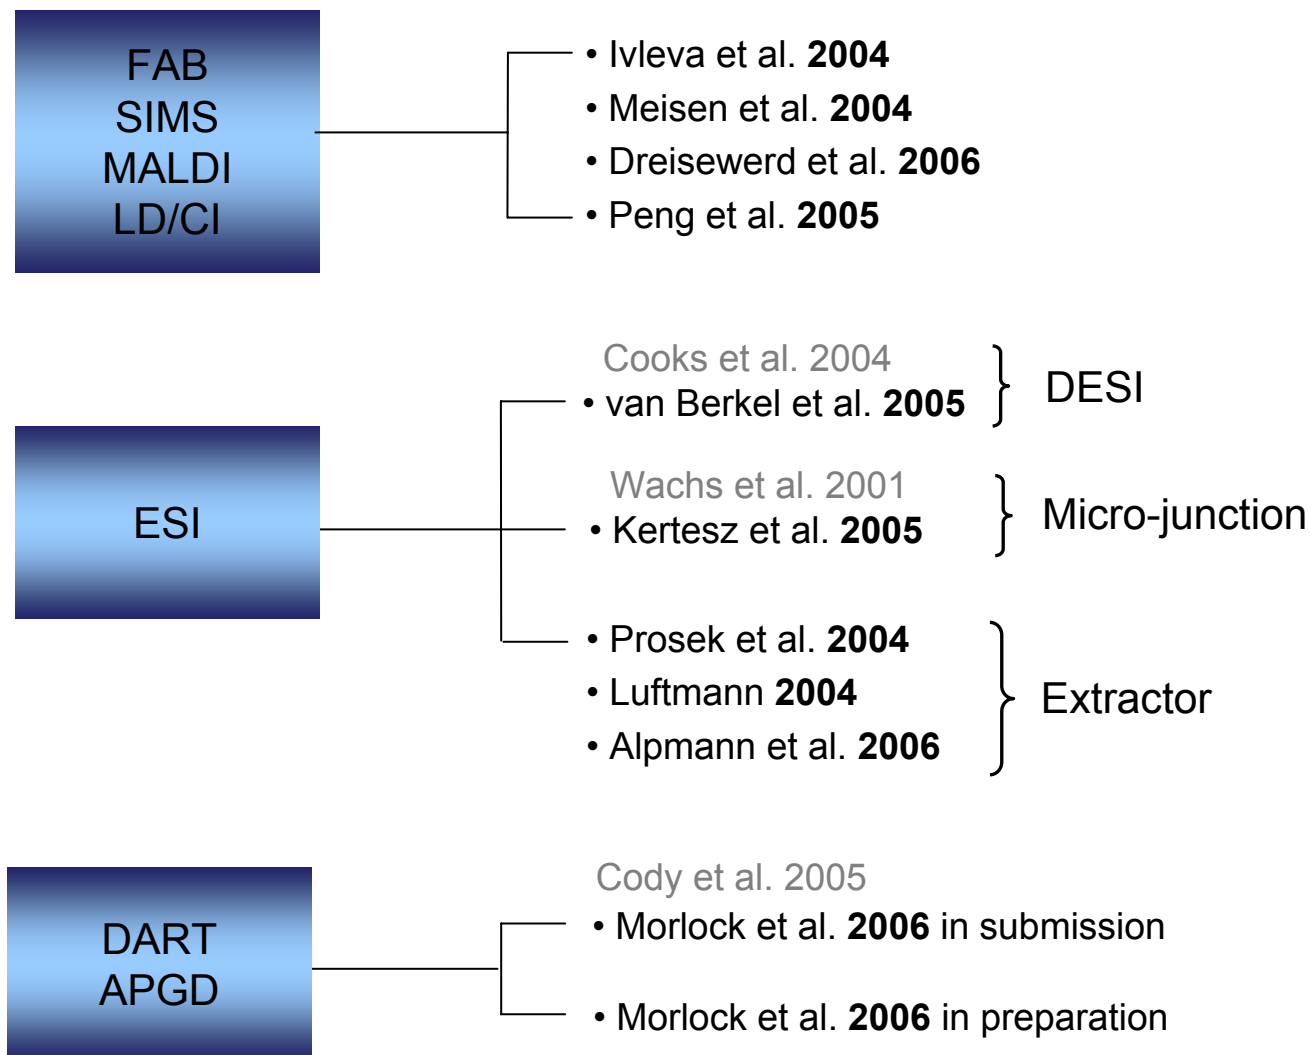 FAB
SIMS
MALDI
LD/CI
• Ivleva et al. 2004
• Meisen et al. 2004
• Dreisewerd et al. 2006
• Peng et al. 2005
ESI
Cooks et al. 2004
• van Berkel et al. 2005
DESI
Wachs et al. 2001
• Kertesz et al. 2005
Micro-junction
• Prosek et al. 2004
• Luftmann 2004
• Alpmann et al. 2006
Extractor
DART
APGD
Cody et al. 2005
• Morlock et al. 2006 in submission
• Morlock et al. 2006 in preparation